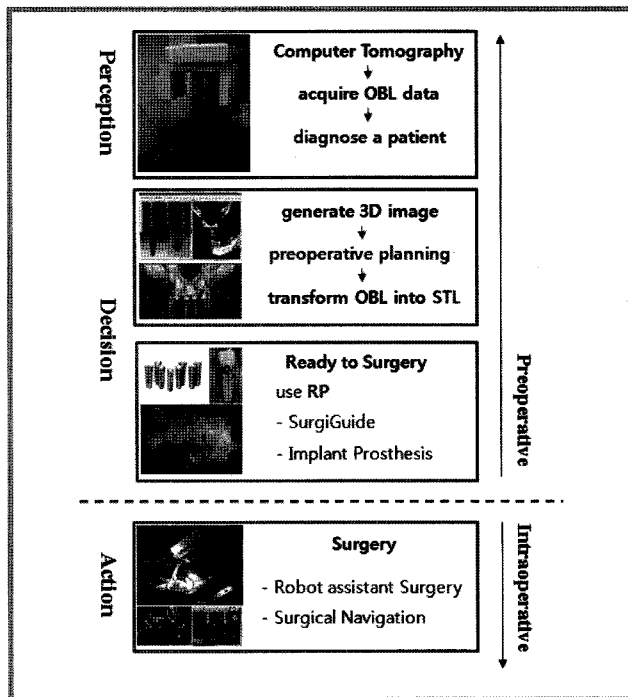 Perception
Computer Tomography
acquire OBL data
diagnose a patient
Decision
generate 3D image
preoperative planning
transform OBL into STL
Ready to Surgery
use RP
- SurgiGuide
- Implant Prosthesis
Preoperative
Action
Surgery
- Robot assistant Surgery
- Surgical Navigation
Intraoperative